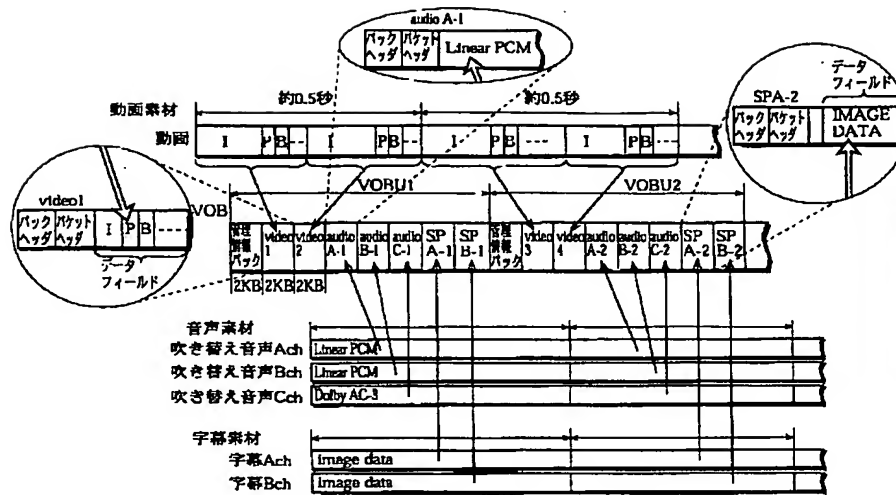 audio A-1
パック パケット
ヘッダ ヘッダ Linear PCM
データ
フィールド
SPA-2
パック パケット IMAGE
ヘッダ ヘッダ DATA
動画素材 約0.5秒 約0.5秒
動画 I P B --- I P B --- I P B --- I P B ---
video1
パック パケット I P B ----
ヘッダ ヘッダ
データ
フィールド
VOB VOBU1 VOBU2
管理情報パック video 1 video 2 audio A-1 audio B-1 audio C-1 SP A-1 SP B-1 管理情報パック video 3 video 4 audio A-2 audio B-2 audio C-2 SP A-2 SP B-2
2KB 2KB 2KB
音声素材
吹き替え音声Ach Linear PCM
吹き替え音声Bch Linear PCM
吹き替え音声Cch Dolby AC-3
字幕素材
字幕Ach image data
字幕Bch image data